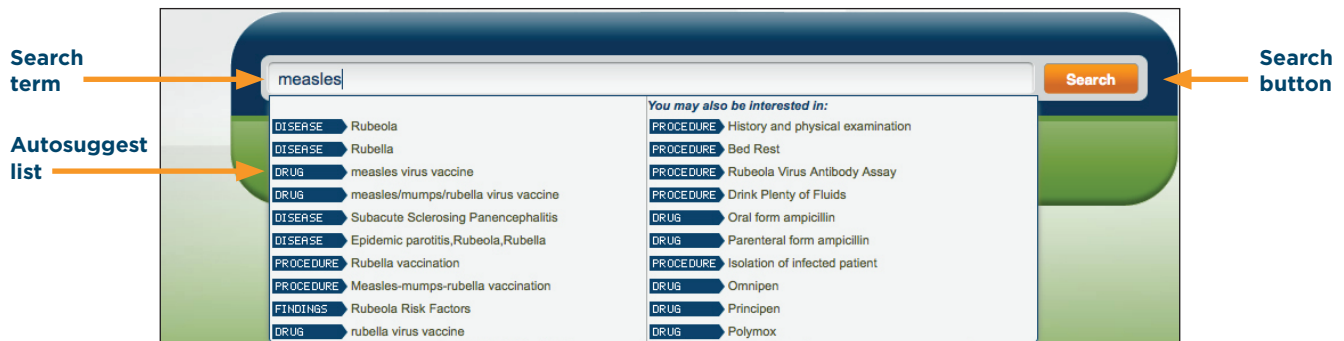 Search
term
measles
Search
Search
button
Autosuggest
list
DISEASE Rubeola
DISEASE Rubella
DRUG measles virus vaccine
DRUG measles/mumps/rubella virus vaccine
DISEASE Subacute Sclerosing Panencephalitis
DISEASE Epidemic parotitis,Rubeola,Rubella
PROCEDURE Rubella vaccination
PROCEDURE Measles-mumps-rubella vaccination
FINDINGS Rubeola Risk Factors
DRUG rubella virus vaccine
You may also be interested in:
PROCEDURE History and physical examination
PROCEDURE Bed Rest
PROCEDURE Rubeola Virus Antibody Assay
PROCEDURE Drink Plenty of Fluids
DRUG Oral form ampicillin
DRUG Parenteral form ampicillin
PROCEDURE Isolation of infected patient
DRUG Omnipen
DRUG Principen
DRUG Polymox